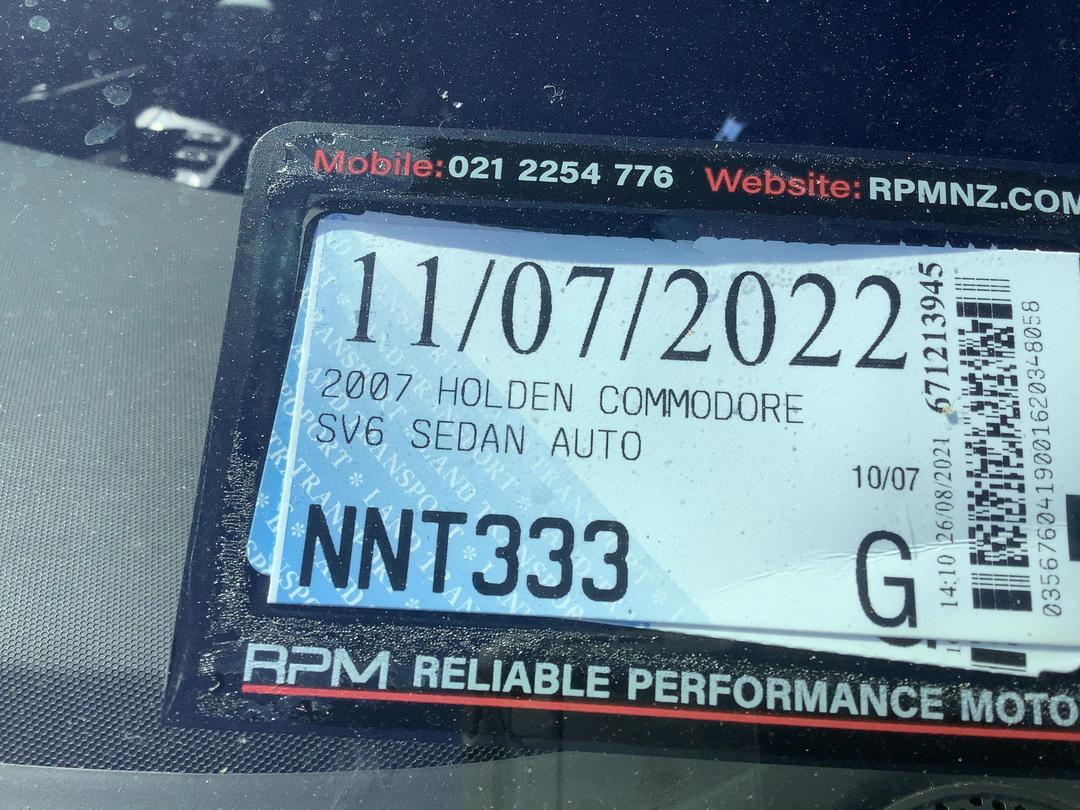 Mobile: 021 2254 776 Website: RPMNZ.COM
11/07/2022
2007 HOLDEN COMMODORE
SV6 SEDAN AUTO
10/07
NNT333
G
671213945
14:10 26/08/2021
0356760419001620348058
RPM RELIABLE PERFORMANCE MOTO